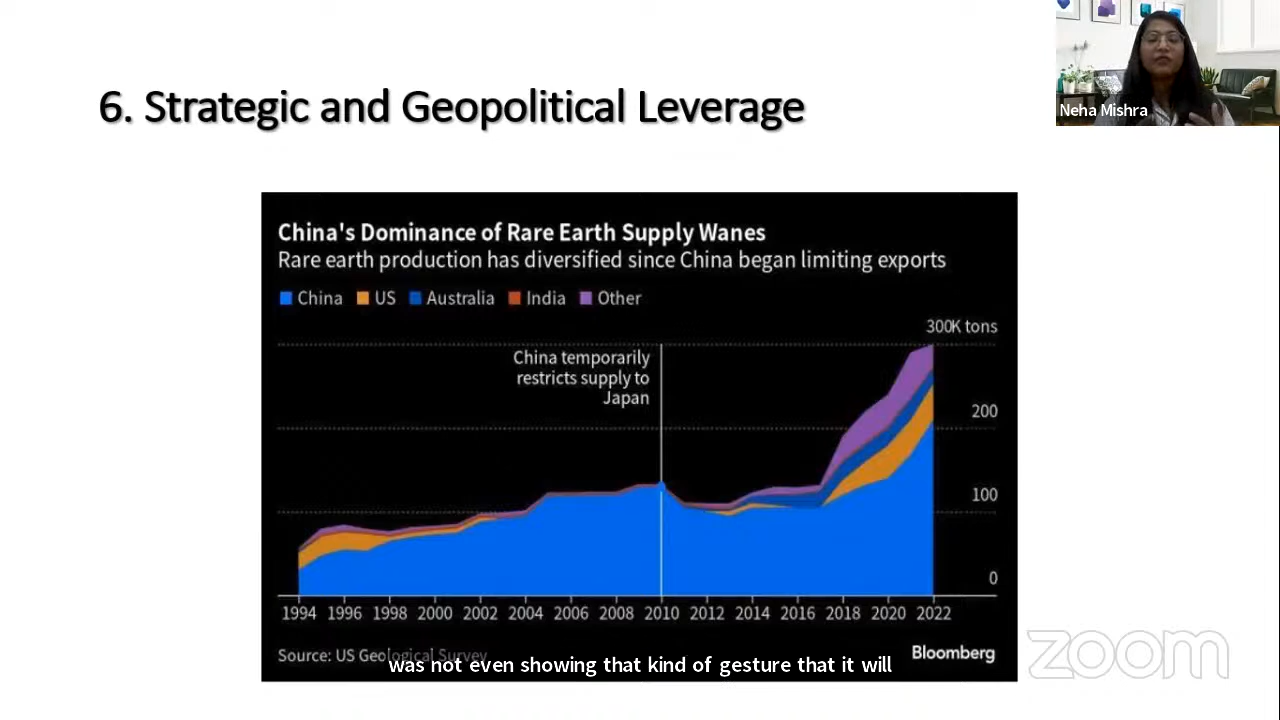 6. Strategic and Geopolitical Leverage
Neha Mishra
China's Dominance of Rare Earth Supply Wanes
Rare earth production has diversified since China began limiting exports
China US Australia India Other
300K tons
China temporarily
restricts supply to
Japan
200
100
0
1994 1996 1998 2000 2002 2004 2006 2008 2010 2012 2014 2016 2018 2020 2022
Source: US Geological Survey
Bloomberg
was not even showing that kind of gesture that it will
zoom